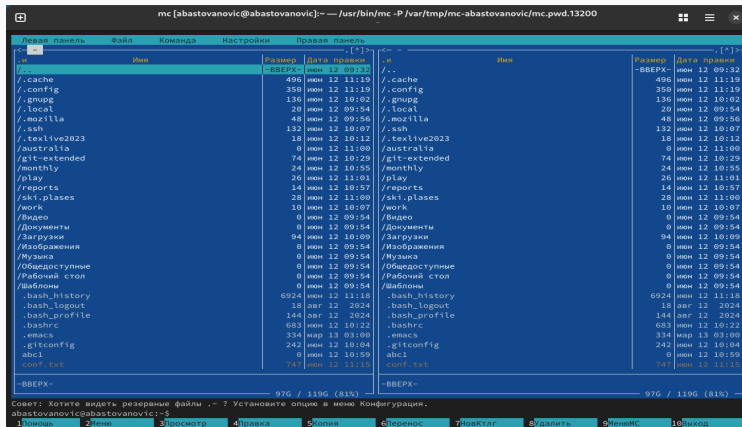 mc [abastovanovic@abastovanovic]:~ — /usr/bin/mc -P /var/tmp/mc-abastovanovic/mc.pwd.13200
Левая панель Файл Команда Настройки Правая панель
<— ~ .[^]> <— ~ .[^]>
.и Имя Размер Дата правки .и Имя Размер Дата правки
/.. -ВВЕРХ- июн 12 09:32 /.. -ВВЕРХ- июн 12 09:32
/.cache 496 июн 12 11:19 /.cache 496 июн 12 11:19
/.config 350 июн 12 11:19 /.config 350 июн 12 11:19
/.gnupg 136 июн 12 10:02 /.gnupg 136 июн 12 10:02
/.local 20 июн 12 09:54 /.local 20 июн 12 09:54
/.mozilla 48 июн 12 09:56 /.mozilla 48 июн 12 09:56
/.ssh 132 июн 12 10:07 /.ssh 132 июн 12 10:07
/.texlive2023 18 июн 12 10:12 /.texlive2023 18 июн 12 10:12
/australia 0 июн 12 11:00 /australia 0 июн 12 11:00
/git-extended 74 июн 12 10:29 /git-extended 74 июн 12 10:29
/monthly 24 июн 12 10:55 /monthly 24 июн 12 10:55
/play 26 июн 12 11:01 /play 26 июн 12 11:01
/reports 14 июн 12 10:57 /reports 14 июн 12 10:57
/ski.plases 28 июн 12 11:00 /ski.plases 28 июн 12 11:00
/work 10 июн 12 10:07 /work 10 июн 12 10:07
/Видео 0 июн 12 09:54 /Видео 0 июн 12 09:54
/Документы 0 июн 12 09:54 /Документы 0 июн 12 09:54
/Загрузки 94 июн 12 10:09 /Загрузки 94 июн 12 10:09
/Изображения 0 июн 12 09:54 /Изображения 0 июн 12 09:54
/Музыка 0 июн 12 09:54 /Музыка 0 июн 12 09:54
/Общедоступные 0 июн 12 09:54 /Общедоступные 0 июн 12 09:54
/Рабочий стол 0 июн 12 09:54 /Рабочий стол 0 июн 12 09:54
/Шаблоны 0 июн 12 09:54 /Шаблоны 0 июн 12 09:54
.bash_history 6924 июн 12 11:18 .bash_history 6924 июн 12 11:18
.bash_logout 18 авг 12 2024 .bash_logout 18 авг 12 2024
.bash_profile 144 авг 12 2024 .bash_profile 144 авг 12 2024
.bashrc 683 июн 12 10:22 .bashrc 683 июн 12 10:22
.emacs 334 мар 13 03:00 .emacs 334 мар 13 03:00
.gitconfig 242 июн 12 10:04 .gitconfig 242 июн 12 10:04
abc1 0 июн 12 10:59 abc1 0 июн 12 10:59
conf.txt 747 июн 12 11:15 conf.txt 747 июн 12 11:15
-ВВЕРХ- -ВВЕРХ-
97G / 119G (81%) 97G / 119G (81%)
Совет: Хотите видеть резервные файлы .~ ? Установите опцию в меню Конфигурация.
abastovanovic@abastovanovic:~$
1Помощь 2Меню 3Просмотр 4Правка 5Копия 6Перенос 7НовКтлг 8Удалить 9МенюМС 10Выход